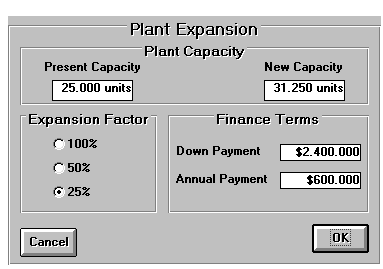 Plant Expansion
Plant Capacity
Present Capacity New Capacity
25.000 units 31.250 units
Expansion Factor
100%
50%
25%
Finance Terms
Down Payment $2.400.000
Annual Payment $600.000
Cancel OK